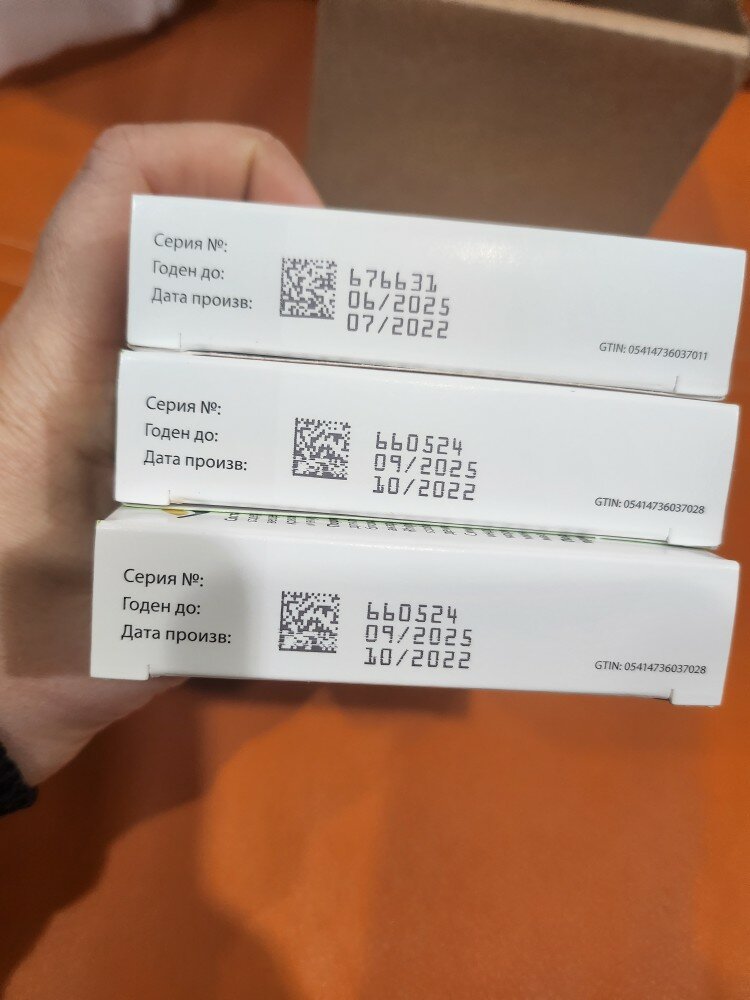 Серия №:
Годен до:
Дата произв:
676631
06/2025
07/2022
GTIN: 05414736037011
Серия №:
Годен до:
Дата произв:
660524
09/2025
10/2022
GTIN: 05414736037028
Серия №:
Годен до:
Дата произв:
660524
09/2025
10/2022
GTIN: 05414736037028